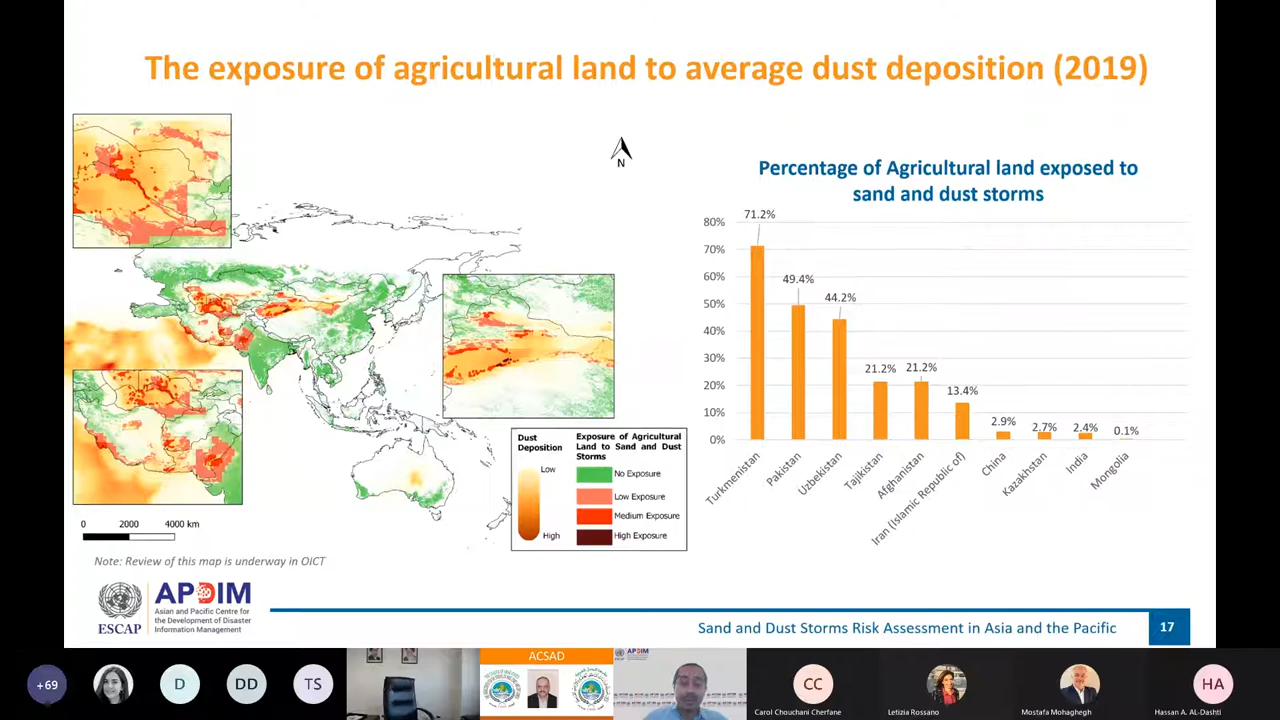 The exposure of agricultural land to average dust deposition (2019)
N
Percentage of Agricultural land exposed to
sand and dust storms
80%
70%
60%
50%
40%
30%
20%
10%
0%
71.2%
49.4%
44.2%
21.2%
21.2%
13.4%
2.9%
2.7%
2.4%
0.1%
Turkmenistan
Pakistan
Uzbekistan
Tajikistan
Afghanistan
Iran (Islamic Republic of)
China
Kazakhstan
India
Mongolia
Dust
Deposition
Low
High
Exposure of Agricultural
Land to Sand and Dust
Storms
No Exposure
Low Exposure
Medium Exposure
High Exposure
0 2000 4000 km
Note: Review of this map is underway in OICT
ESCAP
APDIM
Asian and Pacific Centre for
the Development of Disaster
Information Management
Sand and Dust Storms Risk Assessment in Asia and the Pacific
17
+69
D
DD
TS
ACSAD
APDIM
CC
Carol Chouchani Cherfane
Letizia Rossano
Mostafa Mohaghegh
HA
Hassan A. AL-Dashti